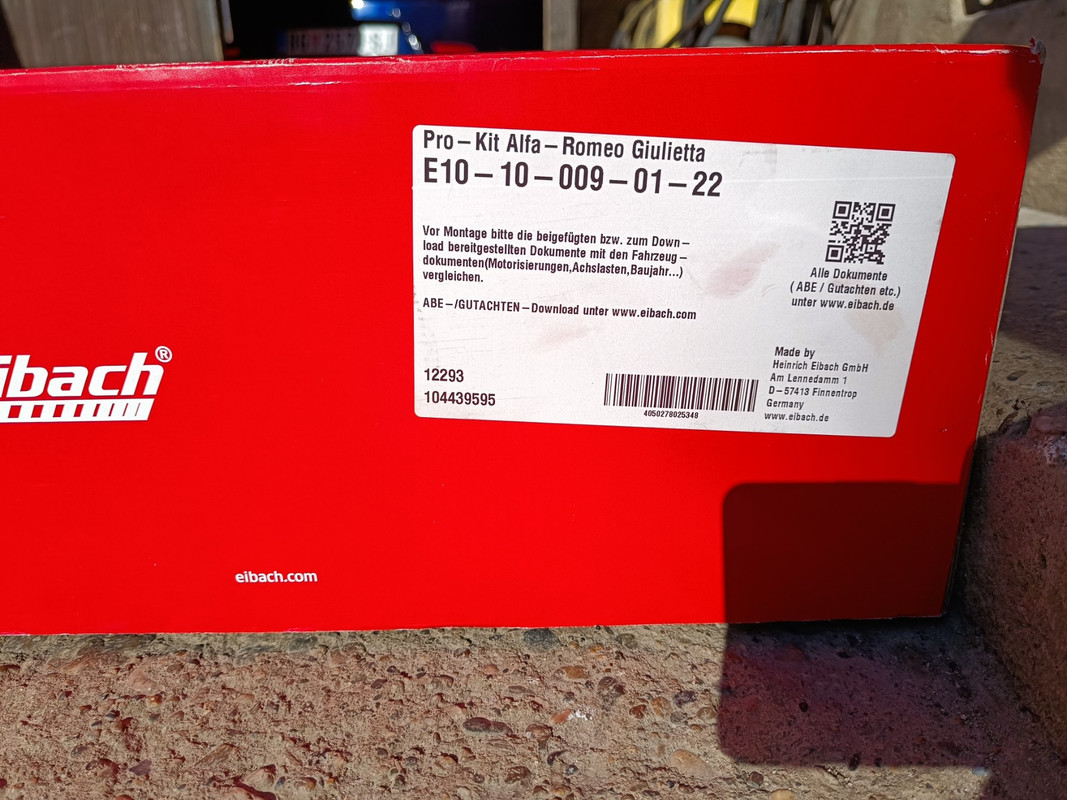 Pro-Kit Alfa-Romeo Giulietta
E10-10-009-01-22
Vor Montage bitte die beigefügten bzw. zum Down-
load bereitgestellten Dokumente mit den Fahrzeug-
dokumenten(Motorisierungen,Achslasten,Baujahr...)
vergleichen.
ABE-/GUTACHTEN-Download unter www.eibach.com
Alle Dokumente
( ABE / Gutachten etc.)
unter www.eibach.de
12293
104439595
4050278025348
Made by
Heinrich Eibach GmbH
Am Lennedamm 1
D-57413 Finnentrop
Germany
www.eibach.de
eibach®
eibach.com